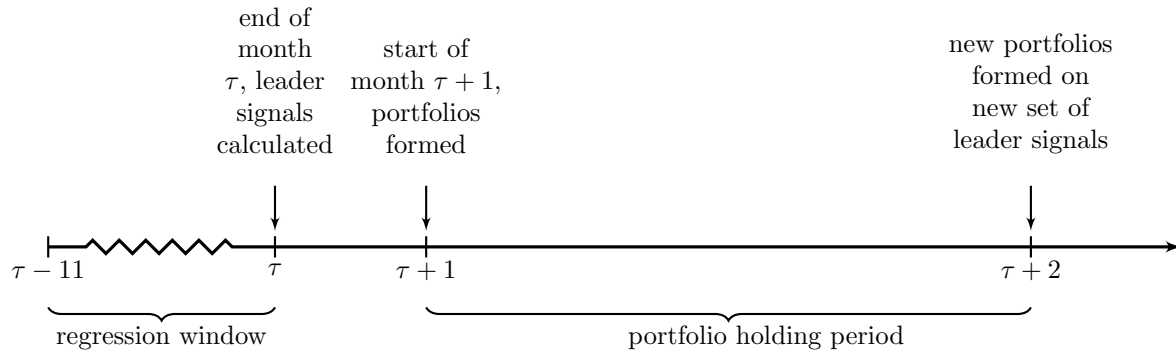 end of
month
τ, leader
signals
calculated
start of
month τ + 1,
portfolios
formed
new portfolios
formed on
new set of
leader signals
τ − 11
τ
τ + 1
τ + 2
regression window
portfolio holding period